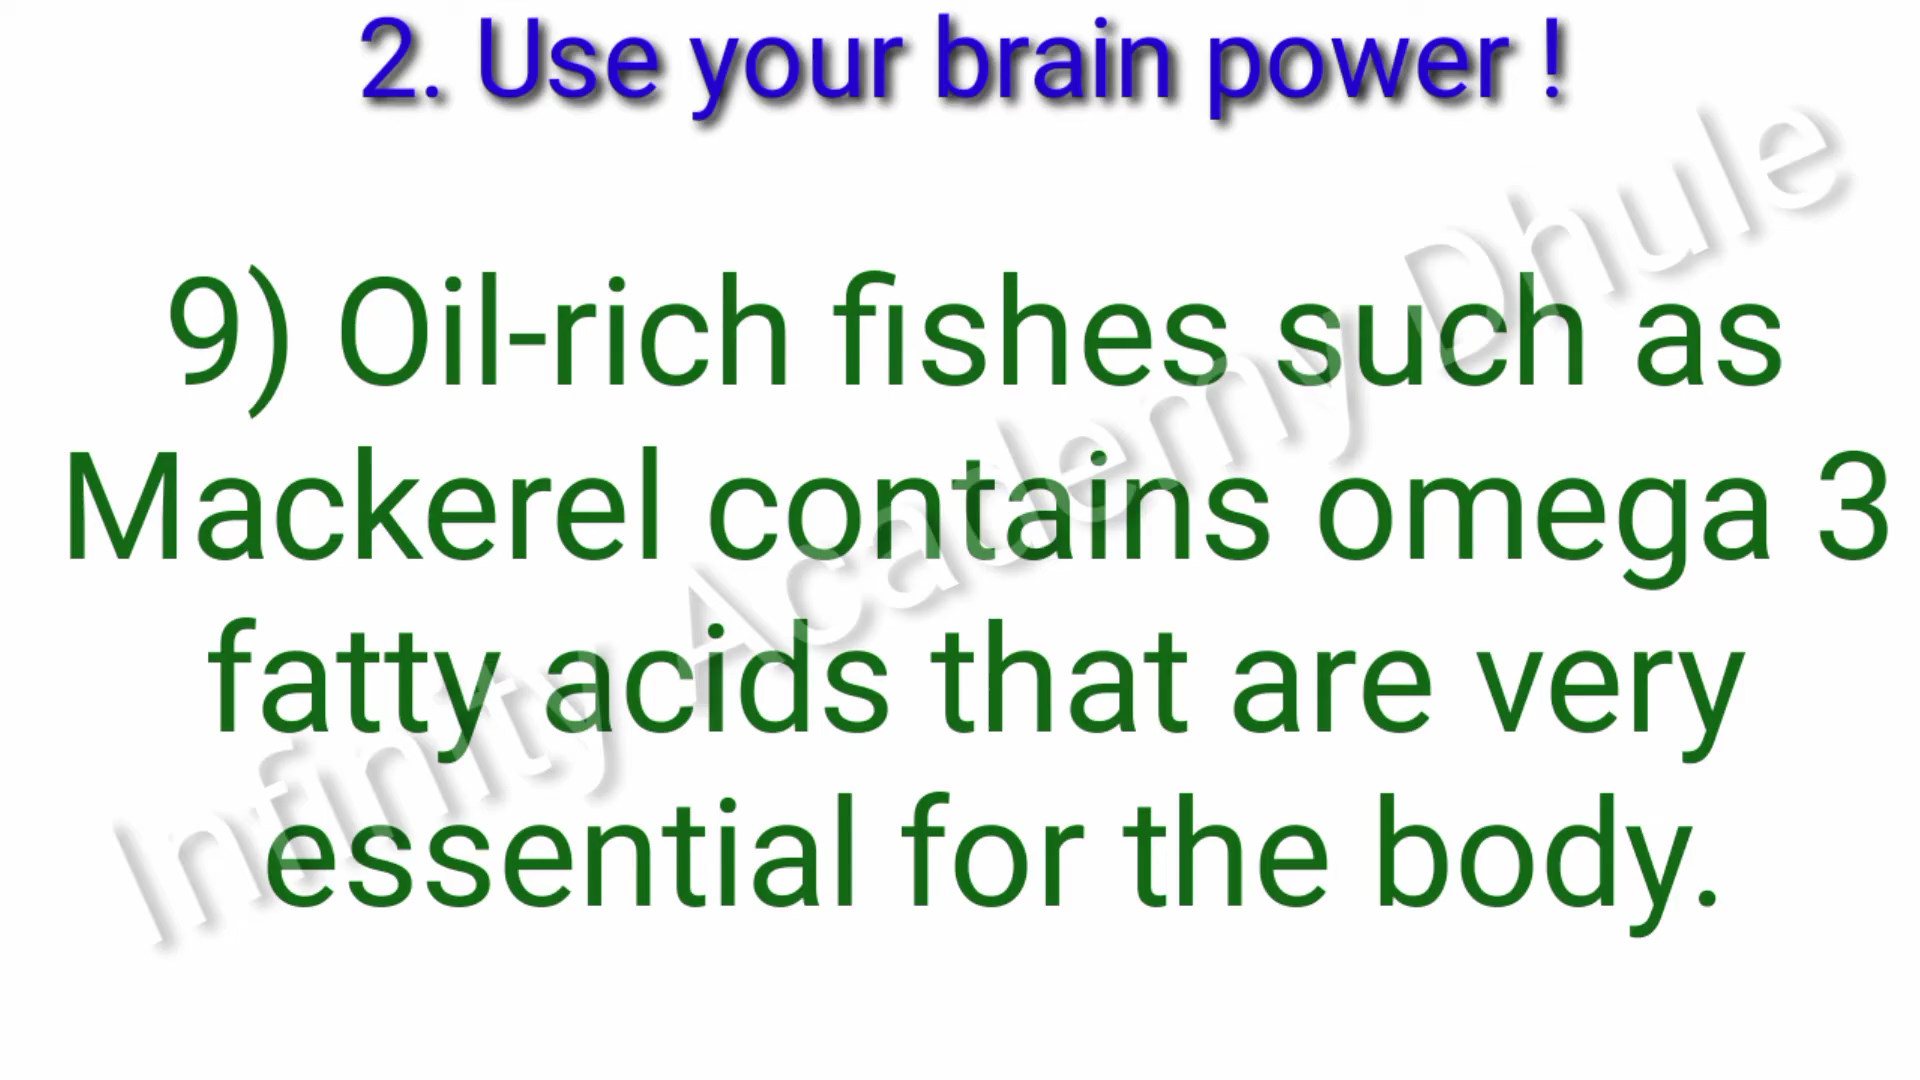 2. Use your brain power !
9) Oil-rich fishes such as
Mackerel contains omega 3
fatty acids that are very
essential for the body.
Infinity Academy Dhule